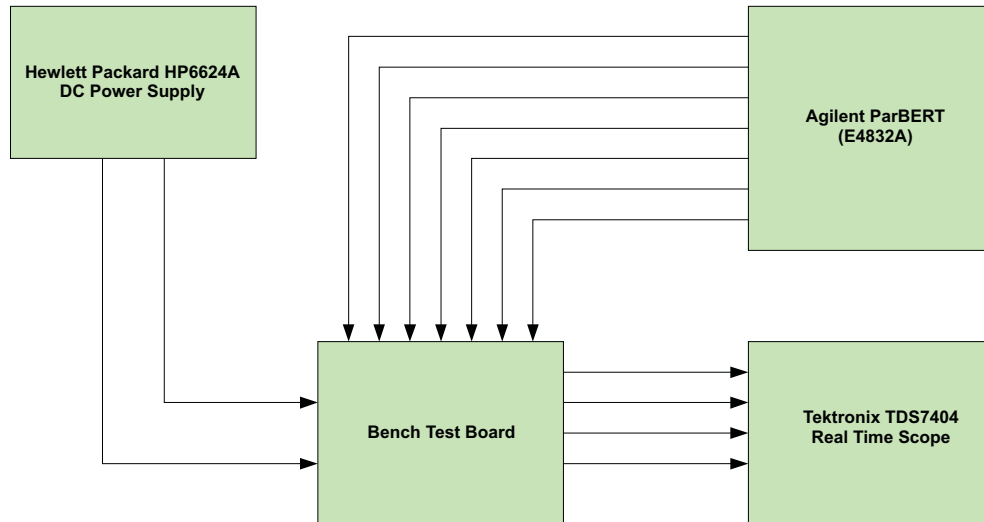 Hewlett Packard HP6624A
DC Power Supply
Agilent ParBERT
(E4832A)
Bench Test Board
Tektronix TDS7404
Real Time Scope